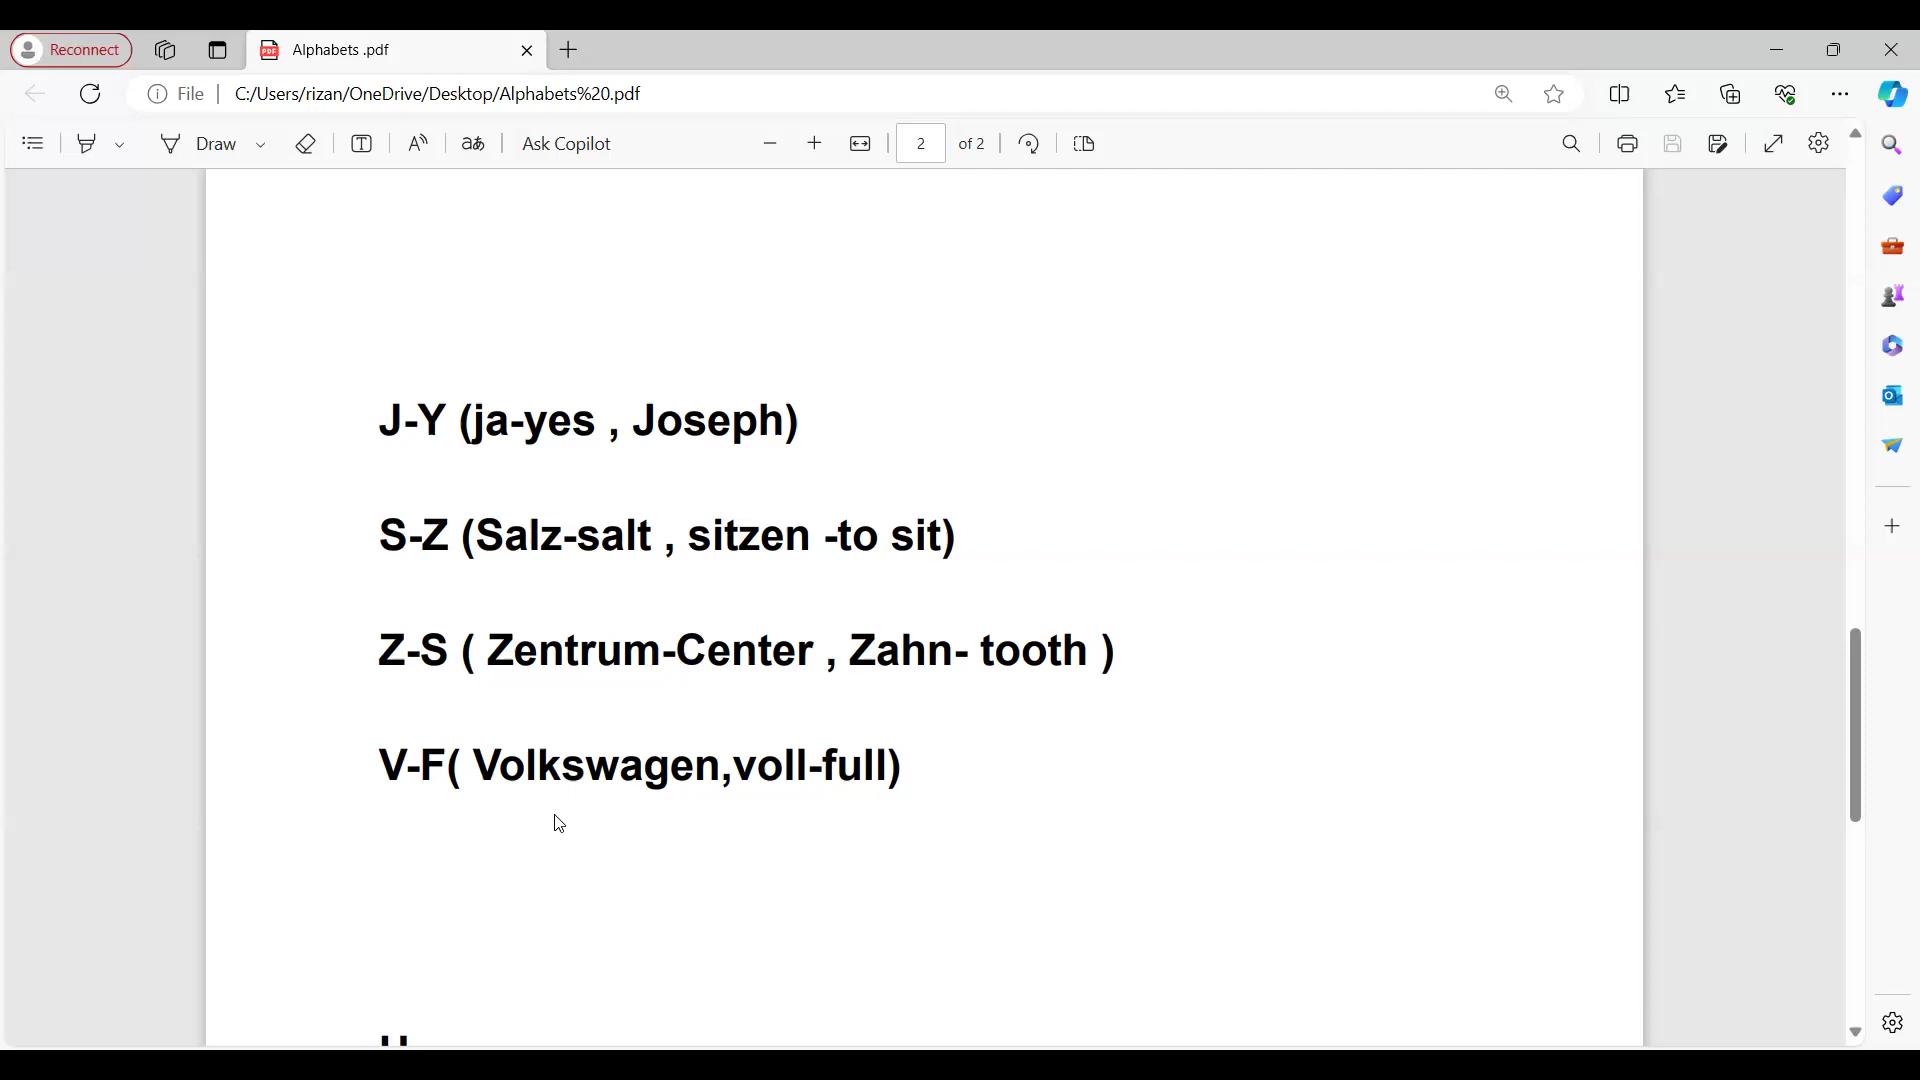 Reconnect
Alphabets .pdf
File
C:/Users/rizan/OneDrive/Desktop/Alphabets%20.pdf
Draw
Ask Copilot
2 of 2
J-Y (ja-yes , Joseph)
S-Z (Salz-salt , sitzen -to sit)
Z-S ( Zentrum-Center , Zahn- tooth )
V-F( Volkswagen,voll-full)